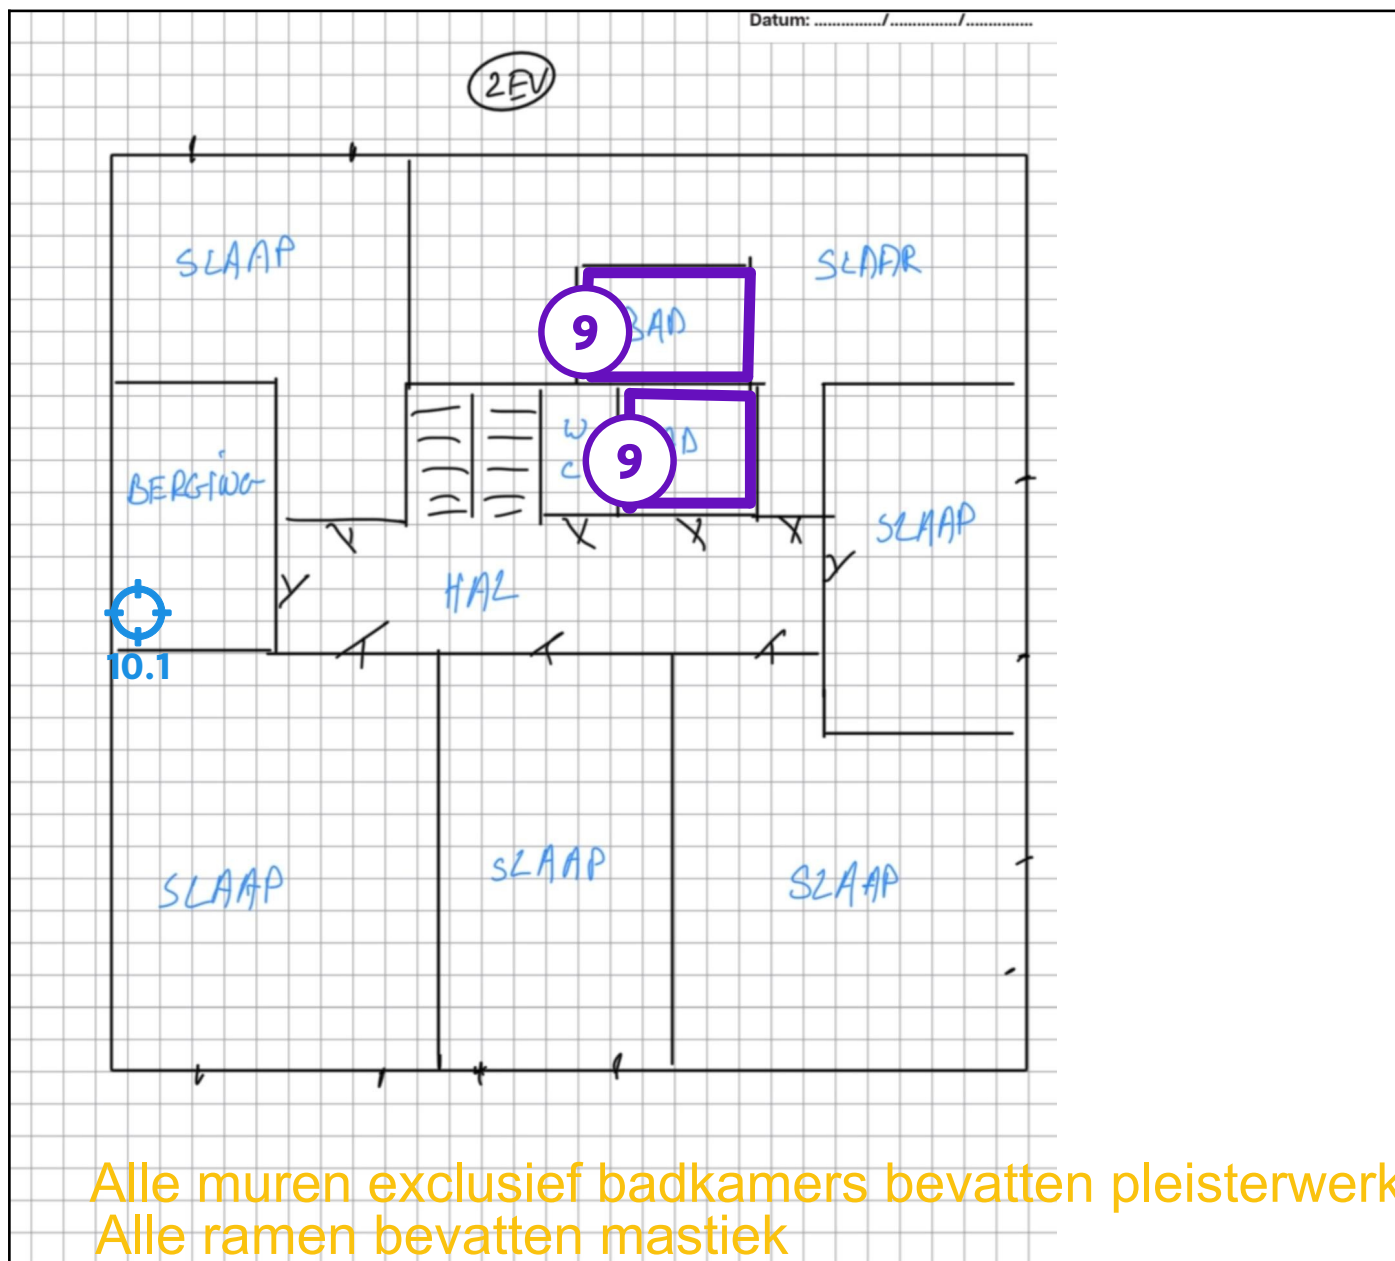 Datum: ............../............../..............
2EV
SLAAP
SLAAP
9 BAD
W
C
9 AD
BERGING
SLAAP
HAL
10.1
SLAAP
SLAAP
SLAAP
Alle muren exclusief badkamers bevatten pleisterwerk
Alle ramen bevatten mastiek